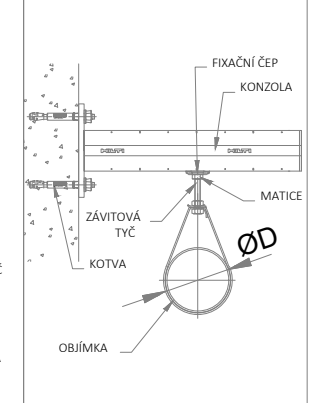 FIXAČNÍ ČEP
KONZOLA
MATICE
ZÁVITOVÁ
TYČ
KOTVA
ØD
OBJÍMKA